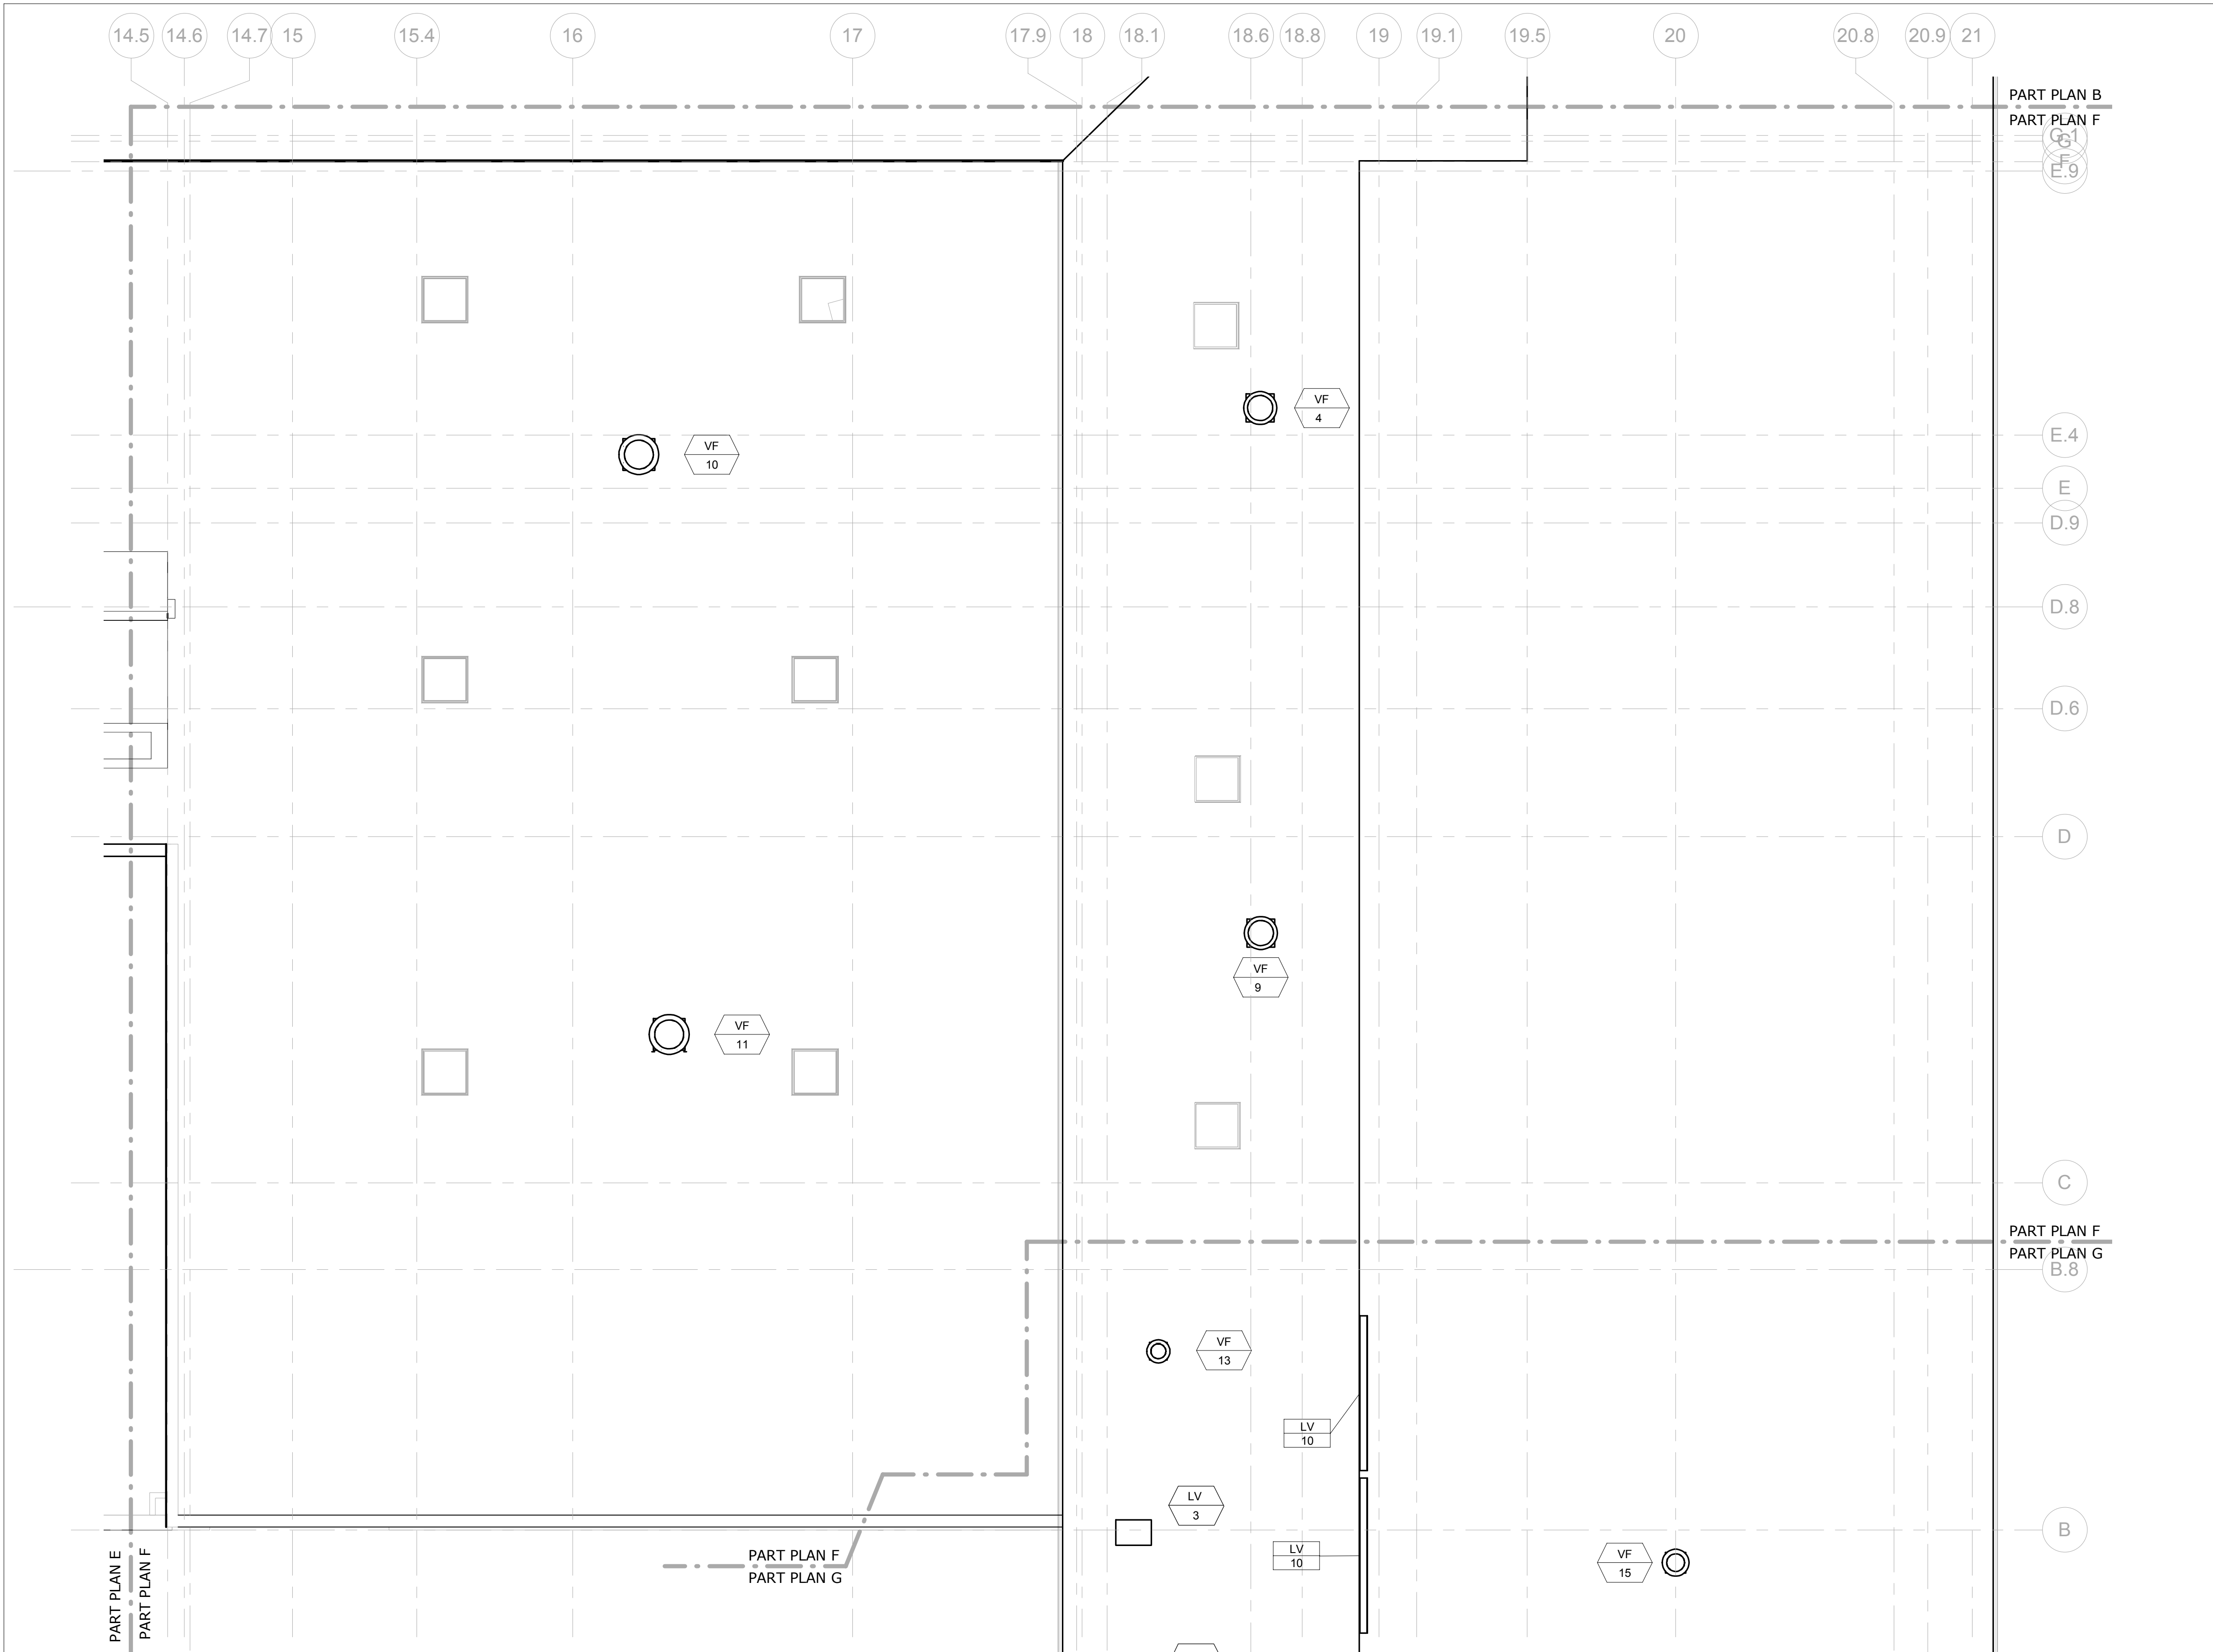 14.5 14.6 14.7 15 15.4 16 17 17.9 18 18.1 18.6 18.8 19 19.1 19.5 20 20.8 20.9 21
PART PLAN B
PART PLAN F
G.1
G
F
E.9
VF
4
E.4
VF
10
E
D.9
D.8
D.6
D
VF
9
VF
11
C
PART PLAN F
PART PLAN G
B.8
VF
13
LV
10
LV
3
B
LV
10
VF
15
PART PLAN F
PART PLAN G
PART PLAN E
PART PLAN F